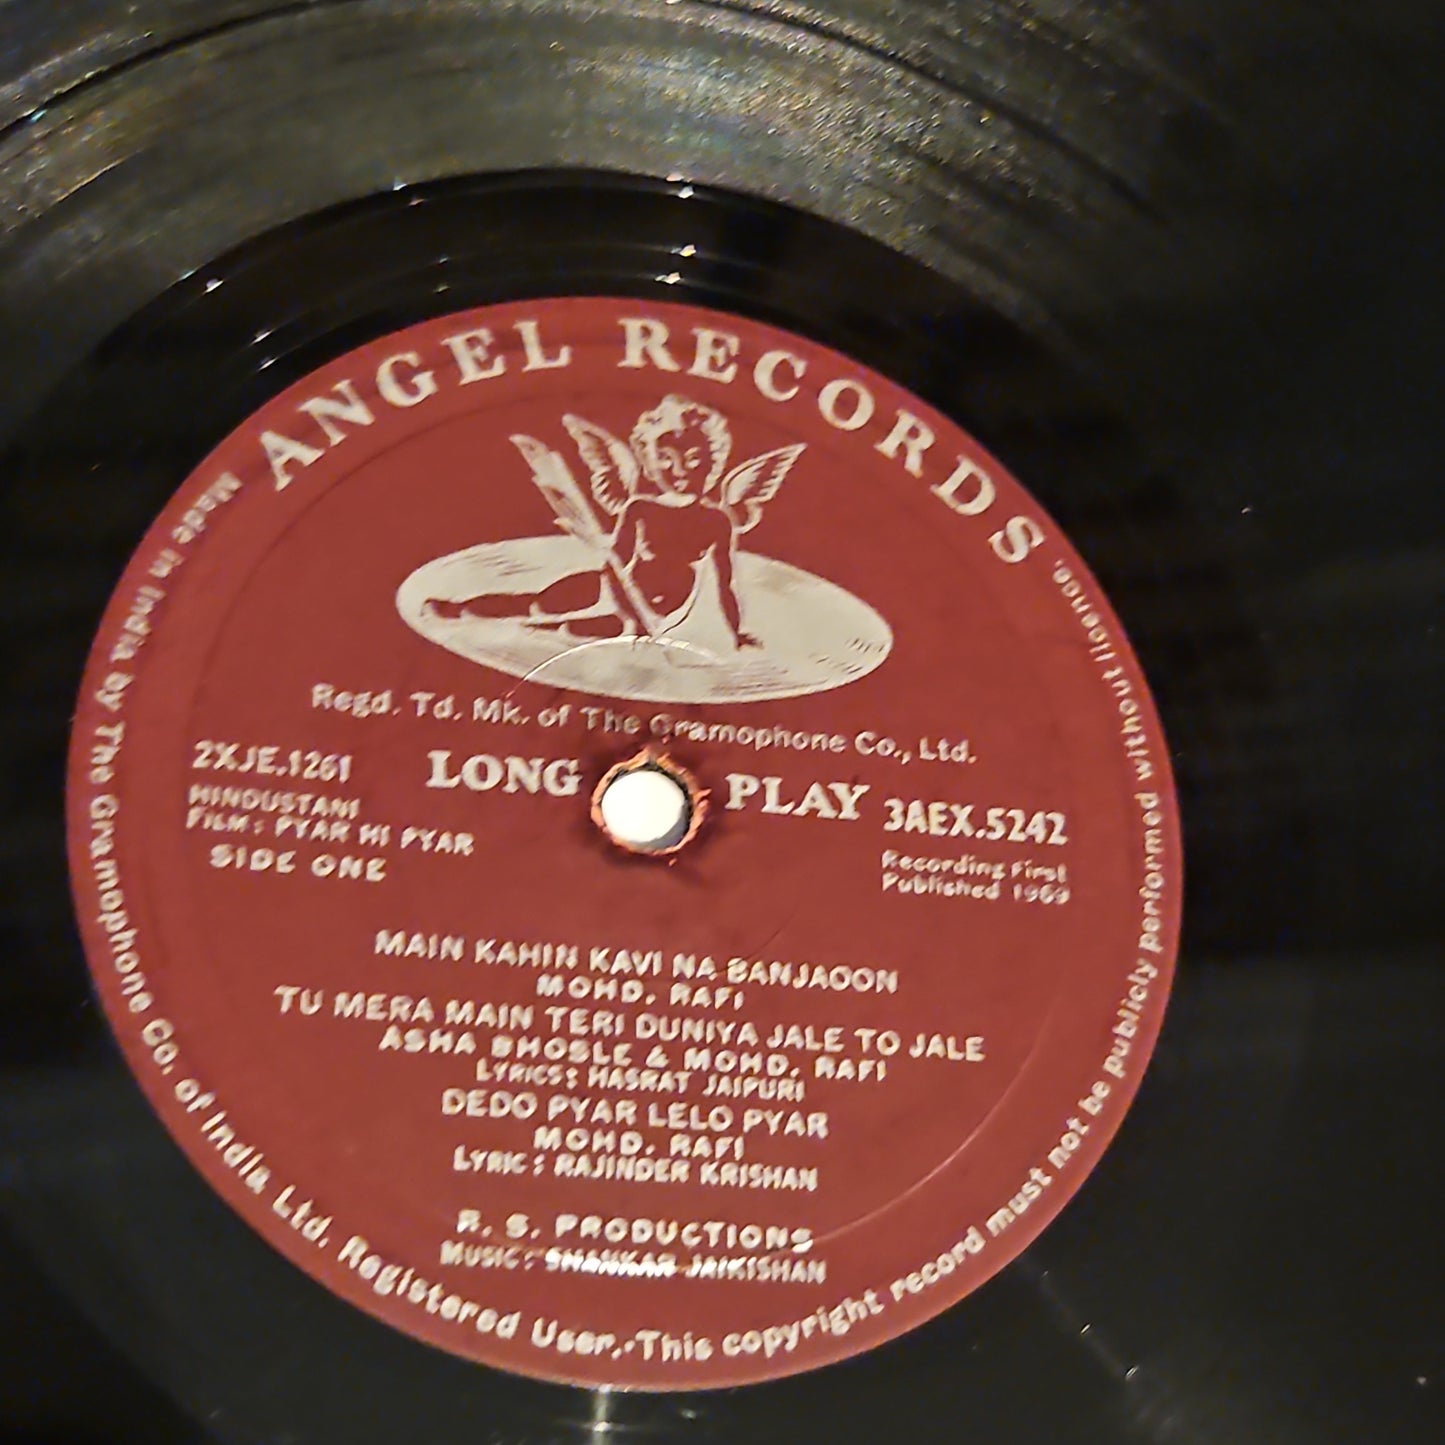 ANGEL RECORDS
Regd. Td. Mk. of The Gramophone Co., Ltd.
LONG PLAY
2XJE.1261
HINDUSTANI
FILM : PYAR HI PYAR
SIDE ONE
3AEX.5242
Recording First
Published 1969
MAIN KAHIN KAVI NA BANJAOON
MOHD. RAFI
TU MERA MAIN TERI DUNIYA JALE TO JALE
ASHA BHOSLE & MOHD. RAFI
LYRICS : HASRAT JAIPURI
DEDO PYAR LELO PYAR
MOHD. RAFI
LYRIC : RAJINDER KRISHAN
R. S. PRODUCTIONS
MUSIC : SHANKAR JAIKISHAN
Made in India by The Gramophone Co. of India Ltd. Registered User.·This copyright record must not be publicly performed without licence.